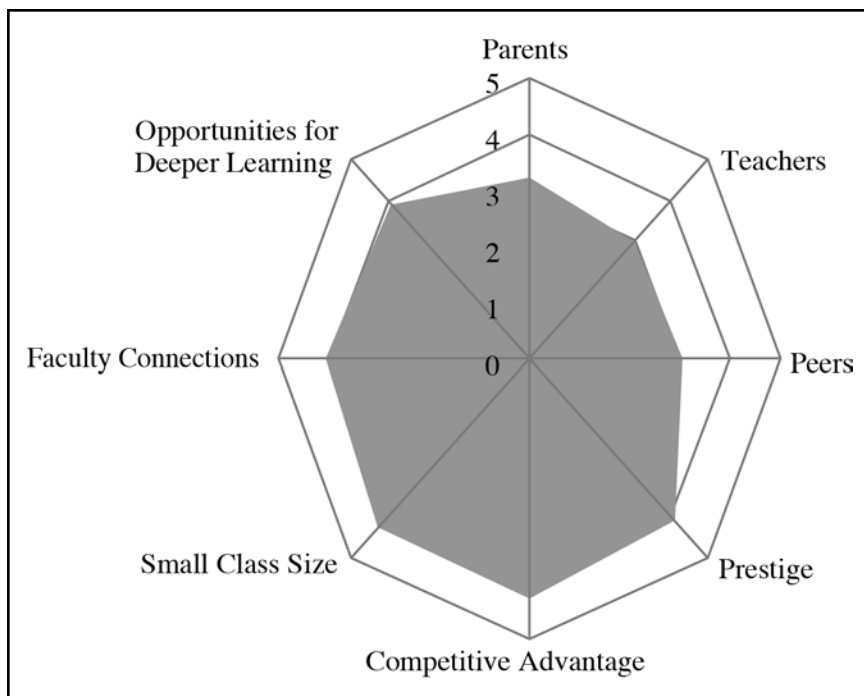 Parents
5
Opportunities for
Deeper Learning
4
Teachers
3
2
1
Faculty Connections
0
Peers
Small Class Size
Prestige
Competitive Advantage